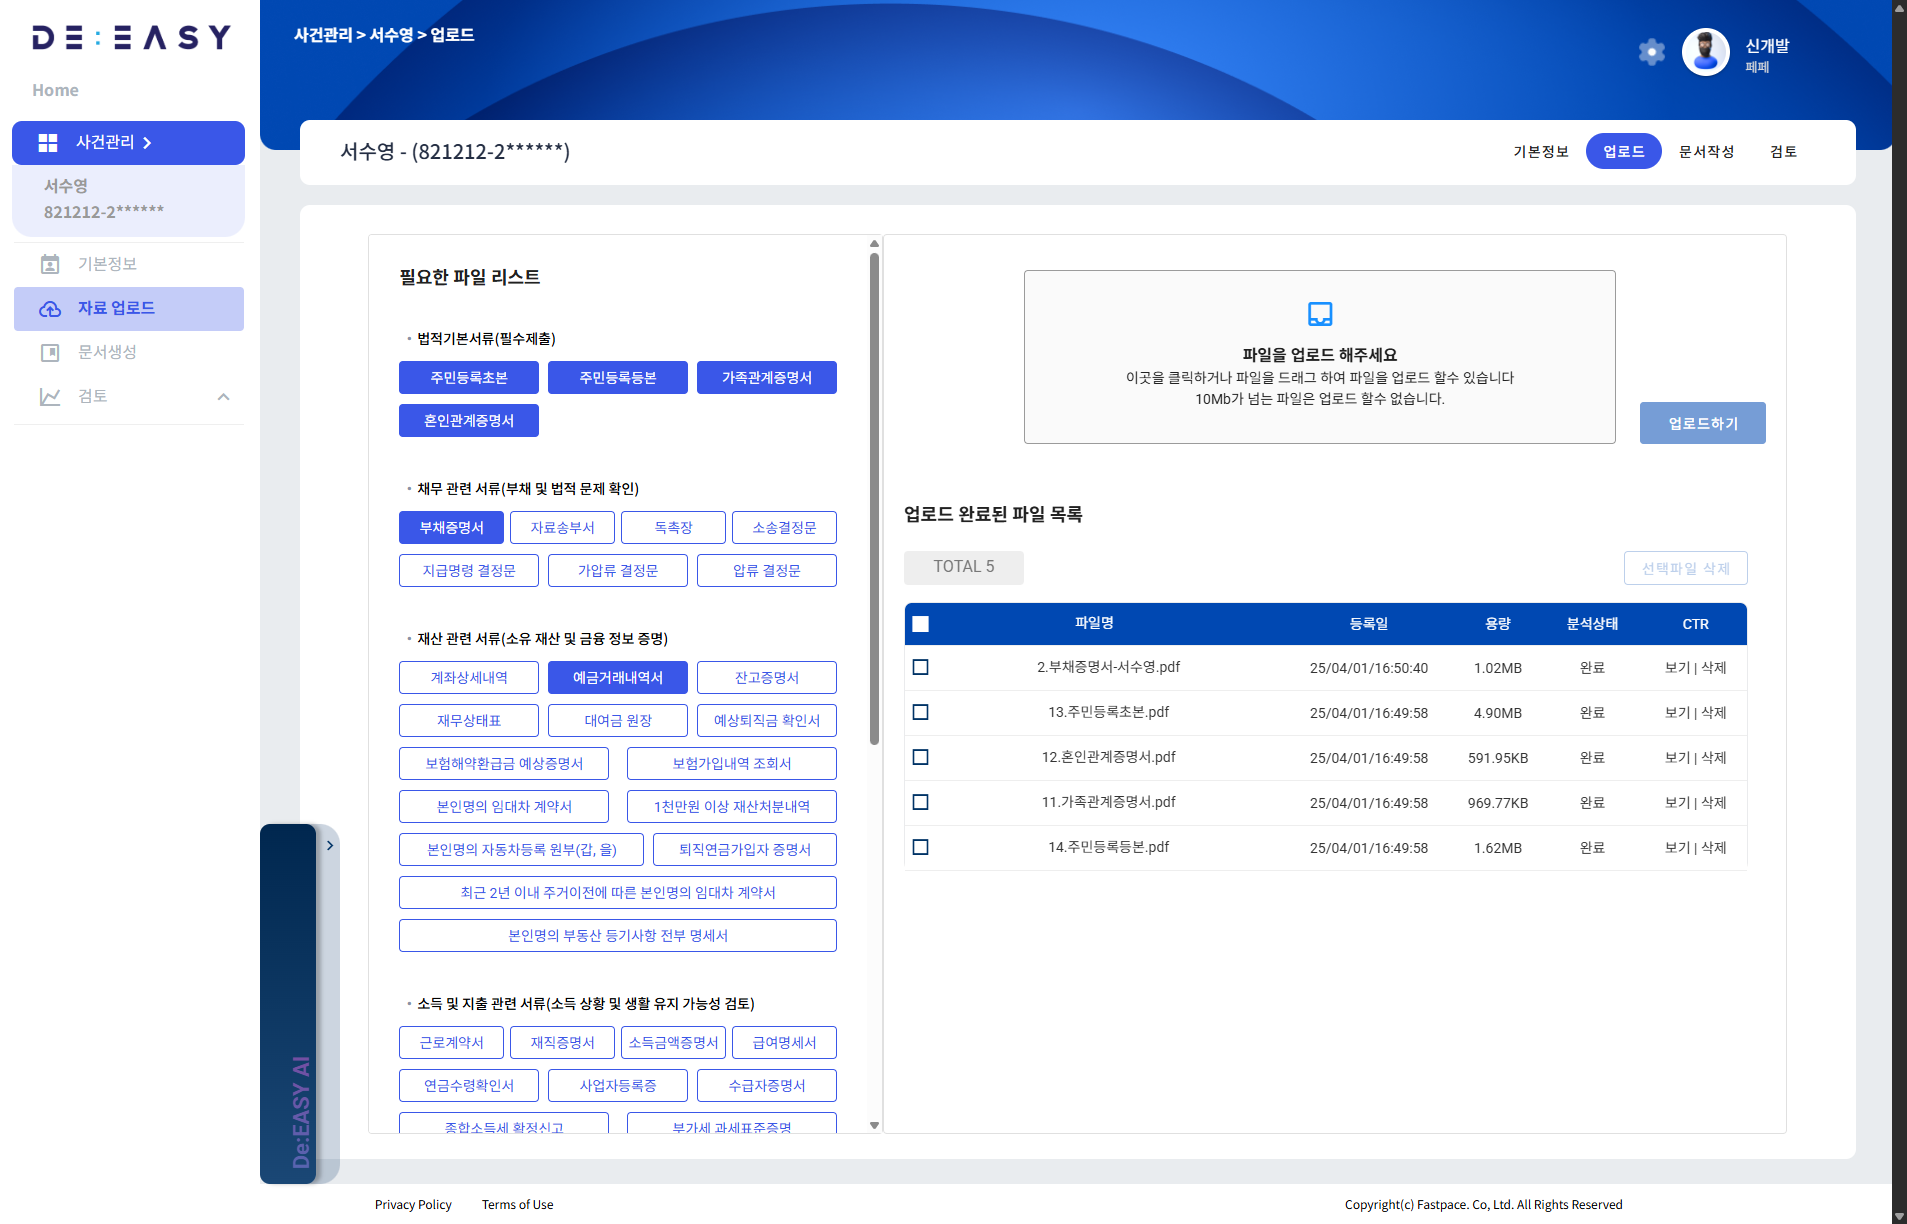 DE:EASY
Home
사건관리
서수영
821212-2******
기본정보
자료 업로드
문서생성
검토
사건관리 > 서수영 > 업로드
신개발
페페
서수영 - (821212-2******)
기본정보
업로드
문서작성
검토
필요한 파일 리스트
법적기본서류(필수제출)
주민등록초본
주민등록등본
가족관계증명서
혼인관계증명서
채무 관련 서류(부채 및 법적 문제 확인)
부채증명서
자료송부서
독촉장
소송결정문
지급명령 결정문
가압류 결정문
압류 결정문
재산 관련 서류(소유 재산 및 금융 정보 증명)
계좌상세내역
예금거래내역서
잔고증명서
재무상태표
대여금 원장
예상퇴직금 확인서
보험해약환급금 예상증명서
보험가입내역 조회서
본인명의 임대차 계약서
1천만원 이상 재산처분내역
본인명의 자동차등록 원부(갑, 을)
퇴직연금가입자 증명서
최근 2년 이내 주거이전에 따른 본인명의 임대차 계약서
본인명의 부동산 등기사항 전부 명세서
소득 및 지출 관련 서류(소득 상황 및 생활 유지 가능성 검토)
근로계약서
재직증명서
소득금액증명서
급여명세서
연금수령확인서
사업자등록증
수급자증명서
종합소득세 확정신고
부가세 과세표준증명
파일을 업로드 해주세요
이곳을 클릭하거나 파일을 드래그 하여 파일을 업로드 할수 있습니다
10Mb가 넘는 파일은 업로드 할수 없습니다.
업로드하기
업로드 완료된 파일 목록
TOTAL 5
선택파일 삭제
파일명 등록일 용량 분석상태 CTR
2.부채증명서-서수영.pdf 25/04/01/16:50:40 1.02MB 완료 보기 | 삭제
13.주민등록초본.pdf 25/04/01/16:49:58 4.90MB 완료 보기 | 삭제
12.혼인관계증명서.pdf 25/04/01/16:49:58 591.95KB 완료 보기 | 삭제
11.가족관계증명서.pdf 25/04/01/16:49:58 969.77KB 완료 보기 | 삭제
14.주민등록등본.pdf 25/04/01/16:49:58 1.62MB 완료 보기 | 삭제
De:EASY AI
Privacy Policy
Terms of Use
Copyright(c) Fastpace. Co, Ltd. All Rights Reserved